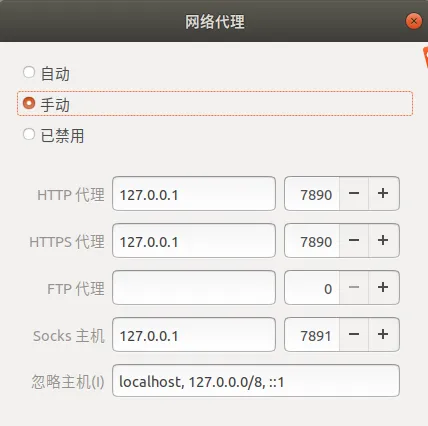 网络代理
自动
手动
已禁用
HTTP 代理 127.0.0.1 7890 − +
HTTPS 代理 127.0.0.1 7890 − +
FTP 代理 0 − +
Socks 主机 127.0.0.1 7891 − +
忽略主机(I) localhost, 127.0.0.0/8, ::1